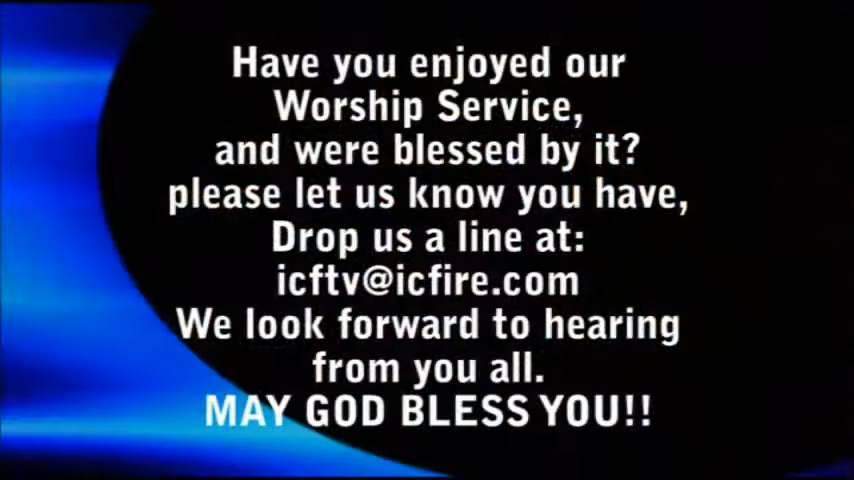 Have you enjoyed our
Worship Service,
and were blessed by it?
please let us know you have,
Drop us a line at:
icftv@icfire.com
We look forward to hearing
from you all.
MAY GOD BLESS YOU!!